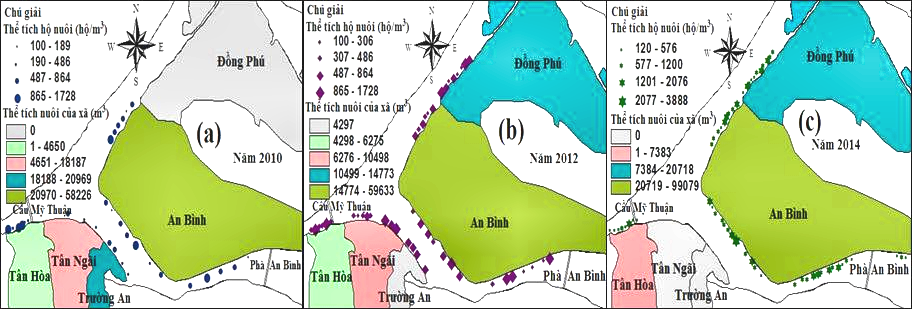 Chú giải
Thể tích hộ nuôi (hộ/m³)
100 - 189
190 - 486
487 - 864
865 - 1728
Thể tích nuôi của xã (m³)
0
1 - 4650
4651 - 18187
18188 - 20969
20970 - 58226
Cầu Mỹ Thuận
N
W
E
S
Đồng Phú
(a)
Năm 2010
An Bình
Tân Ngãi
Tân Hòa
Trường An
Phà An Bình
Chú giải
Thể tích hộ nuôi (hộ/m³)
100 - 306
307 - 486
487 - 864
865 - 1728
Thể tích nuôi của xã (m³)
4297
4298 - 6275
6276 - 10498
10499 - 14773
14774 - 59633
Cầu Mỹ Thuận
N
W
E
S
Đồng Phú
(b)
Năm 2012
An Bình
Tân Ngãi
Tân Hòa
Trường An
Phà An Bình
Chú giải
Thể tích hộ nuôi (hộ/m³)
120 - 576
577 - 1200
1201 - 2076
2077 - 3888
Thể tích nuôi của xã (m³)
0
1 - 7383
7384 - 20718
20719 - 99079
Cầu Mỹ Thuận
N
W
E
S
Đồng Phú
(c)
Năm 2014
An Bình
Tân Ngãi
Tân Hòa
Trường An
Phà An Bình